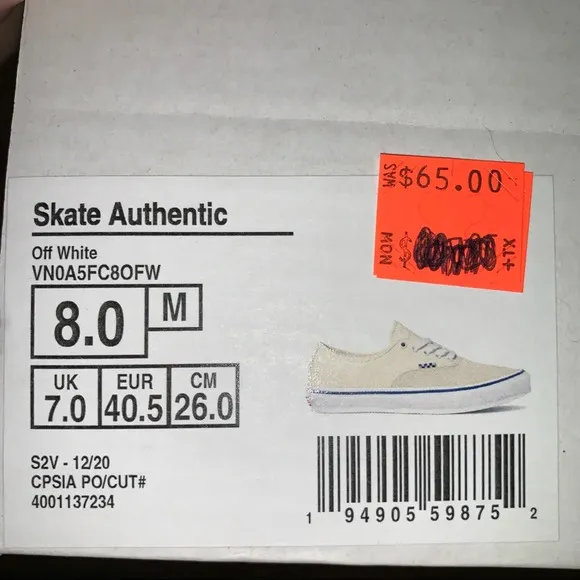 WAS $65.00
NOW $ +TX
Skate Authentic
Off White
VN0A5FC8OFW
8.0 M
UK EUR CM
7.0 40.5 26.0
S2V - 12/20
CPSIA PO/CUT#
4001137234
1 94905 59875 2